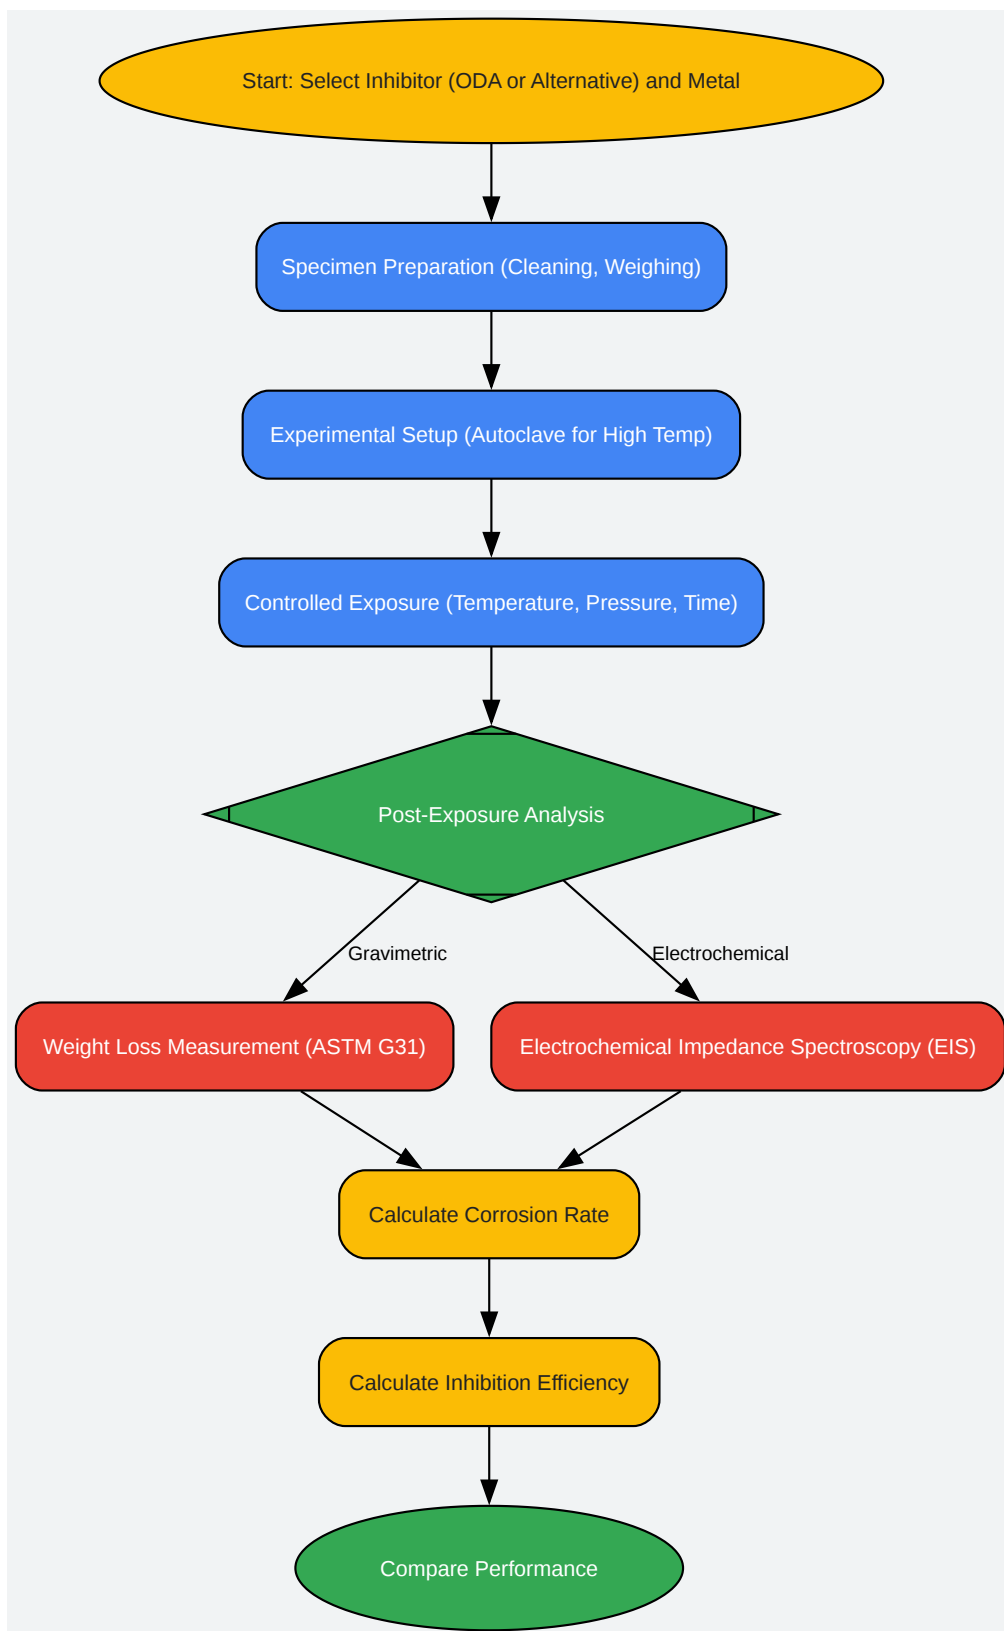 Start: Select Inhibitor (ODA or Alternative) and Metal
Specimen Preparation (Cleaning, Weighing)
Experimental Setup (Autoclave for High Temp)
Controlled Exposure (Temperature, Pressure, Time)
Post-Exposure Analysis
Gravimetric
Electrochemical
Weight Loss Measurement (ASTM G31)
Electrochemical Impedance Spectroscopy (EIS)
Calculate Corrosion Rate
Calculate Inhibition Efficiency
Compare Performance